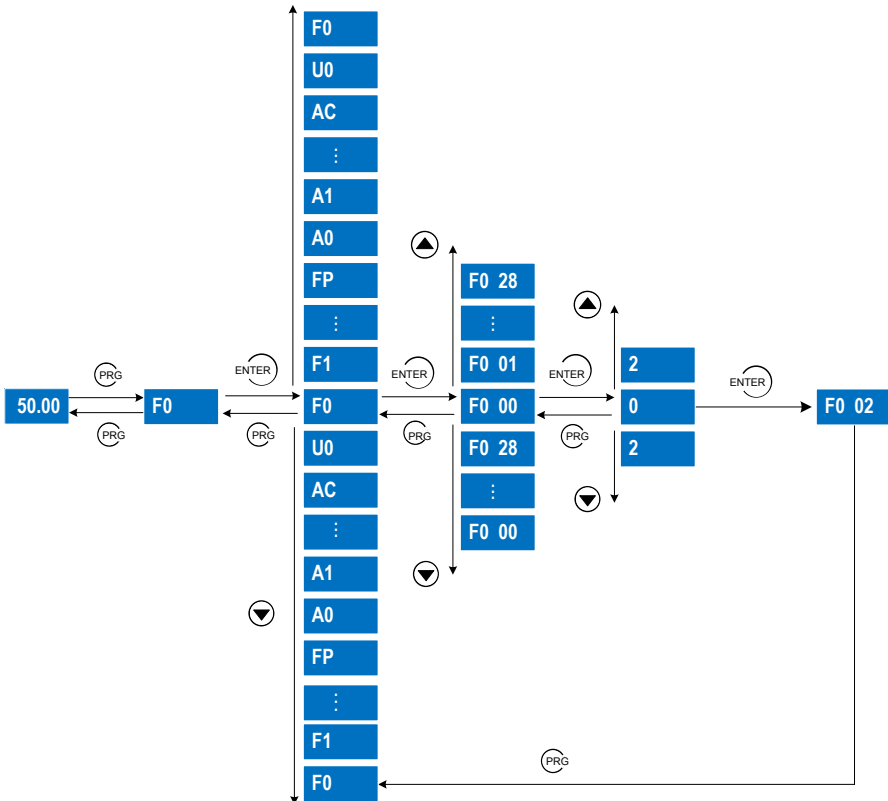 F0
U0
AC
⋮
A1
A0
FP
⋮
F1
F0
U0
AC
⋮
A1
A0
FP
⋮
F1
F0
50.00
PRG
PRG
F0
ENTER
PRG
F0 28
⋮
F0 01
F0 00
F0 28
⋮
F0 00
ENTER
PRG
2
0
2
ENTER
PRG
ENTER
F0 02
PRG